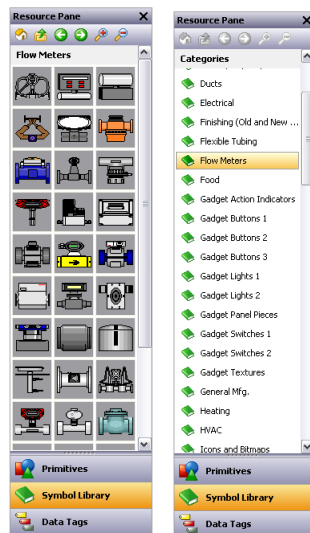 Resource Pane
Flow Meters
Primitives
Symbol Library
Data Tags
Resource Pane
Categories
Ducts
Electrical
Finishing (Old and New ...
Flexible Tubing
Flow Meters
Food
Gadget Action Indicators
Gadget Buttons 1
Gadget Buttons 2
Gadget Buttons 3
Gadget Lights 1
Gadget Lights 2
Gadget Panel Pieces
Gadget Switches 1
Gadget Switches 2
Gadget Textures
General Mfg.
Heating
HVAC
Icons and Bitmaps
Primitives
Symbol Library
Data Tags